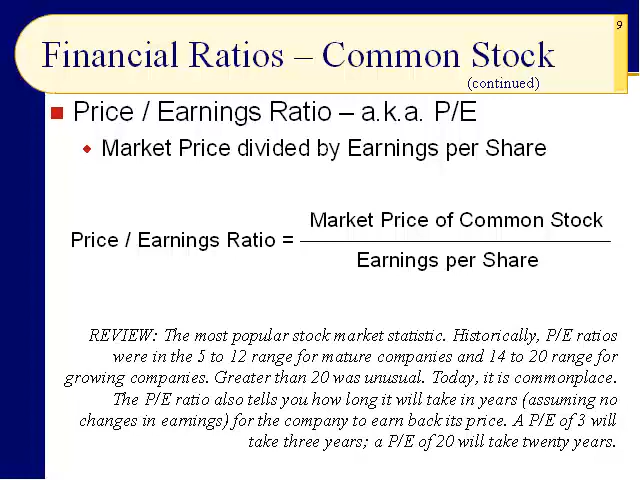 9
Financial Ratios – Common Stock
(continued)
Price / Earnings Ratio – a.k.a. P/E
Market Price divided by Earnings per Share
Market Price of Common Stock
Price / Earnings Ratio =
Earnings per Share
REVIEW: The most popular stock market statistic. Historically, P/E ratios
were in the 5 to 12 range for mature companies and 14 to 20 range for
growing companies. Greater than 20 was unusual. Today, it is commonplace.
The P/E ratio also tells you how long it will take in years (assuming no
changes in earnings) for the company to earn back its price. A P/E of 3 will
take three years; a P/E of 20 will take twenty years.